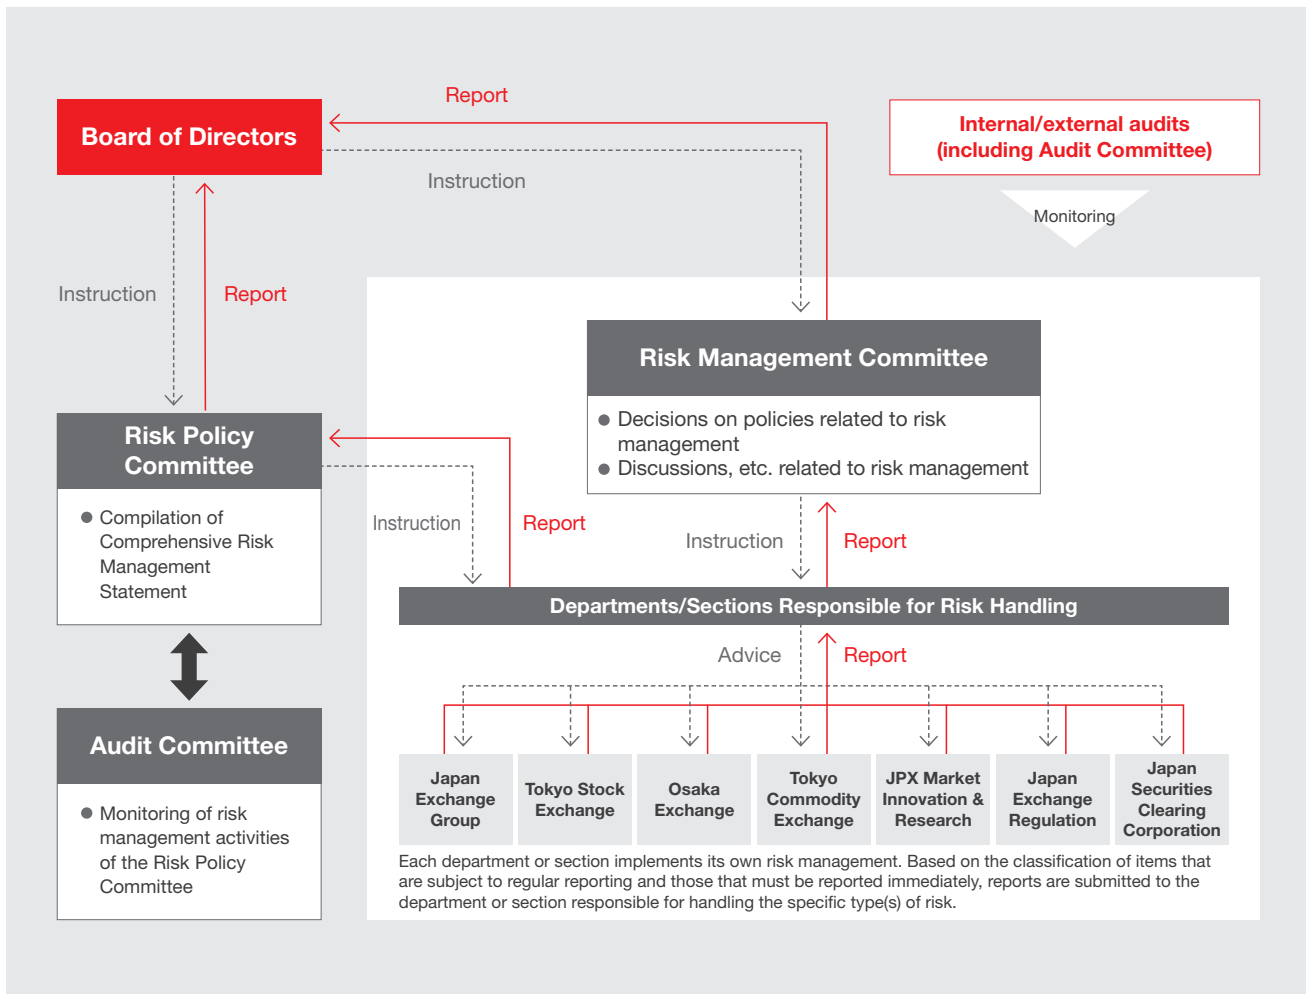 Report
Board of Directors
Instruction
Internal/external audits
(including Audit Committee)
Monitoring
Instruction
Report
Risk Management Committee
● Decisions on policies related to risk
management
● Discussions, etc. related to risk management
Risk Policy
Committee
● Compilation of
Comprehensive Risk
Management
Statement
Instruction
Report
Instruction
Report
Departments/Sections Responsible for Risk Handling
Advice
Report
Audit Committee
● Monitoring of risk
management activities
of the Risk Policy
Committee
Japan
Exchange
Group
Tokyo Stock
Exchange
Osaka
Exchange
Tokyo
Commodity
Exchange
JPX Market
Innovation &
Research
Japan
Exchange
Regulation
Japan
Securities
Clearing
Corporation
Each department or section implements its own risk management. Based on the classification of items that
are subject to regular reporting and those that must be reported immediately, reports are submitted to the
department or section responsible for handling the specific type(s) of risk.